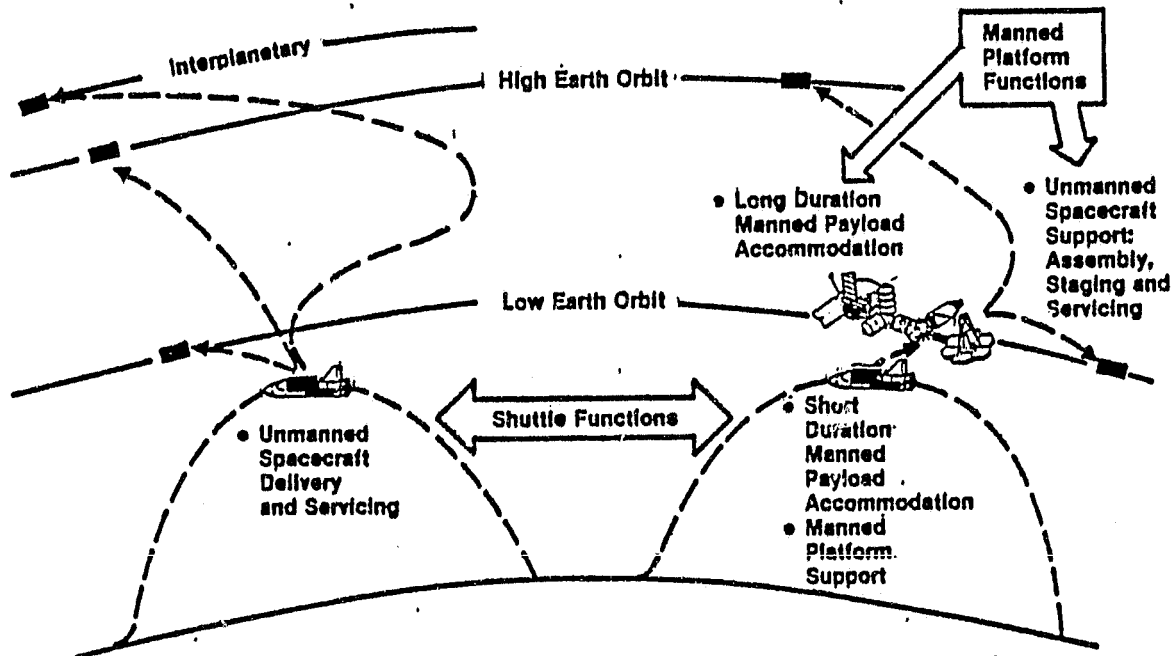 Interplanetary
High Earth Orbit
Manned
Platform
Functions
• Long Duration
Manned Payload
Accommodation
• Unmanned
Spacecraft
Support:
Assembly,
Staging and
Servicing
Low Earth Orbit
Shuttle Functions
• Unmanned
Spacecraft
Delivery
and Servicing
• Short
Duration
Manned
Payload
Accommodation
• Manned
Platform
Support